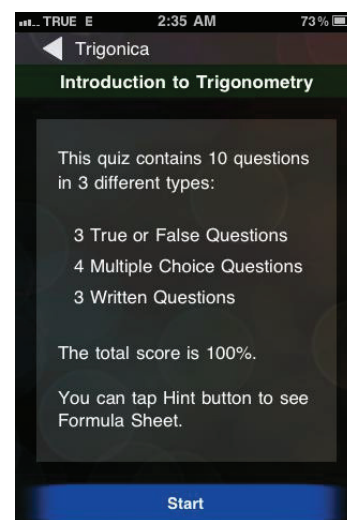 TRUE E 2:35 AM 73%
Trigonica
Introduction to Trigonometry
This quiz contains 10 questions
in 3 different types:
3 True or False Questions
4 Multiple Choice Questions
3 Written Questions
The total score is 100%.
You can tap Hint button to see
Formula Sheet.
Start